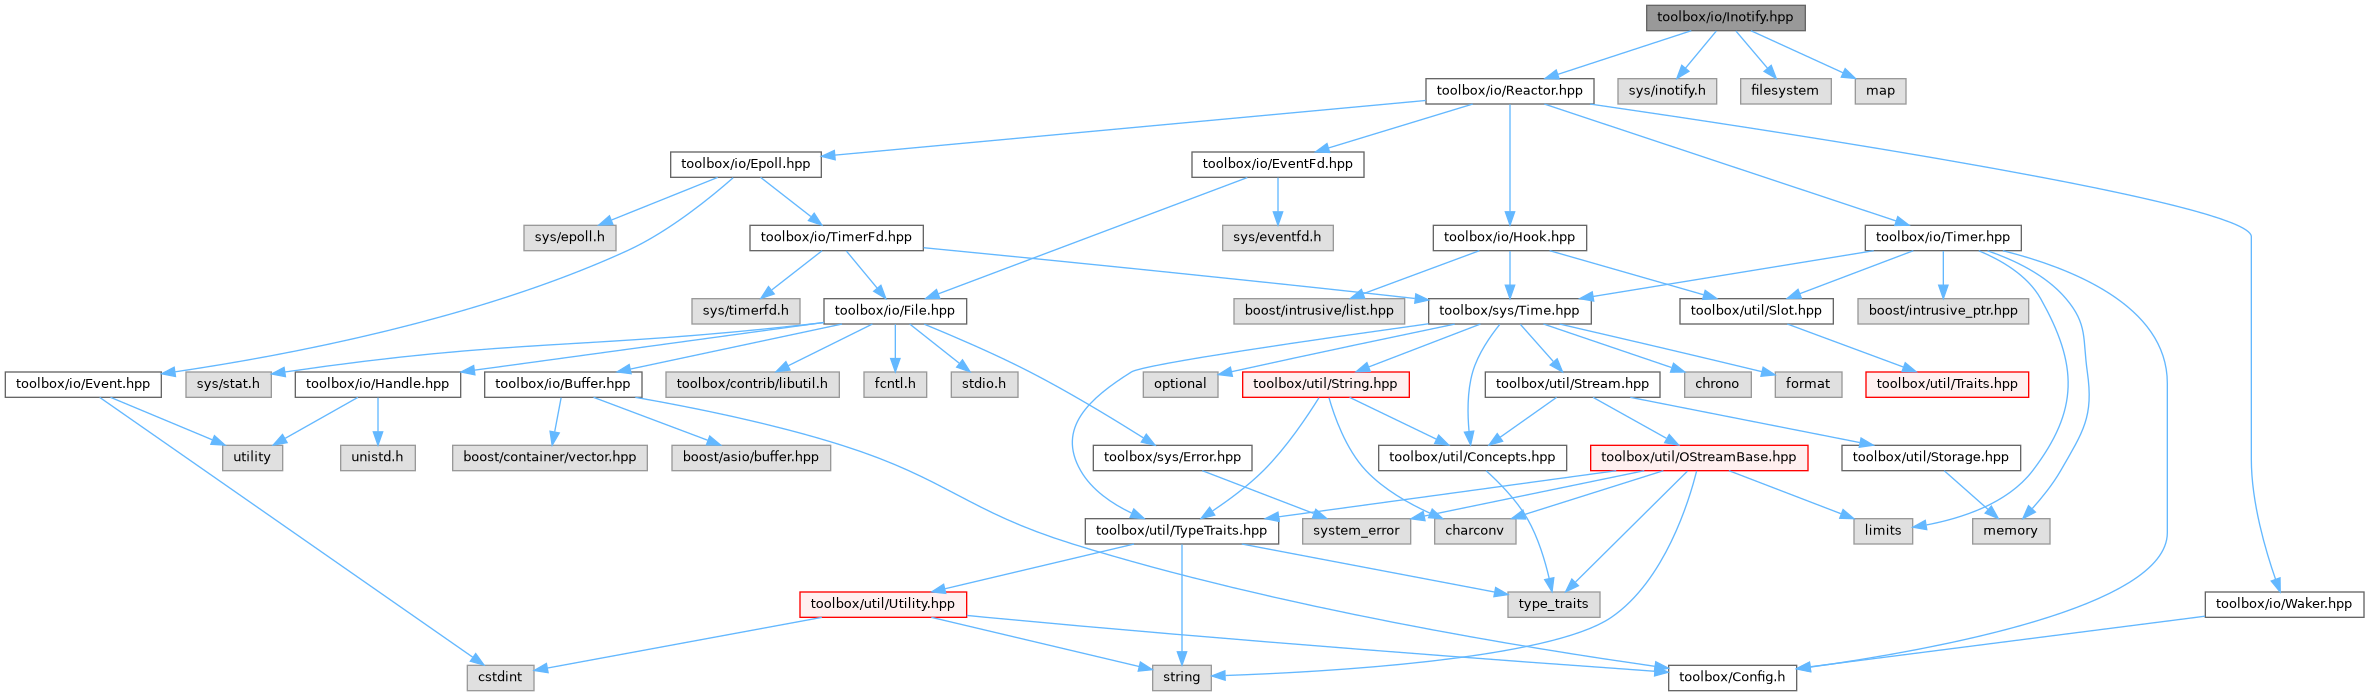 toolbox/io/Inotify.hpp
toolbox/io/Reactor.hpp
sys/inotify.h
filesystem
map
toolbox/io/Epoll.hpp
toolbox/io/EventFd.hpp
sys/epoll.h
toolbox/io/TimerFd.hpp
sys/eventfd.h
toolbox/io/Hook.hpp
toolbox/io/Timer.hpp
sys/timerfd.h
toolbox/io/File.hpp
boost/intrusive/list.hpp
toolbox/sys/Time.hpp
toolbox/util/Slot.hpp
boost/intrusive_ptr.hpp
toolbox/io/Event.hpp
sys/stat.h
toolbox/io/Handle.hpp
toolbox/io/Buffer.hpp
toolbox/contrib/libutil.h
fcntl.h
stdio.h
optional
toolbox/util/String.hpp
toolbox/util/Stream.hpp
chrono
format
toolbox/util/Traits.hpp
utility
unistd.h
boost/container/vector.hpp
boost/asio/buffer.hpp
toolbox/sys/Error.hpp
toolbox/util/Concepts.hpp
toolbox/util/OStreamBase.hpp
toolbox/util/Storage.hpp
toolbox/util/TypeTraits.hpp
system_error
charconv
limits
memory
toolbox/util/Utility.hpp
type_traits
toolbox/io/Waker.hpp
cstdint
string
toolbox/Config.h